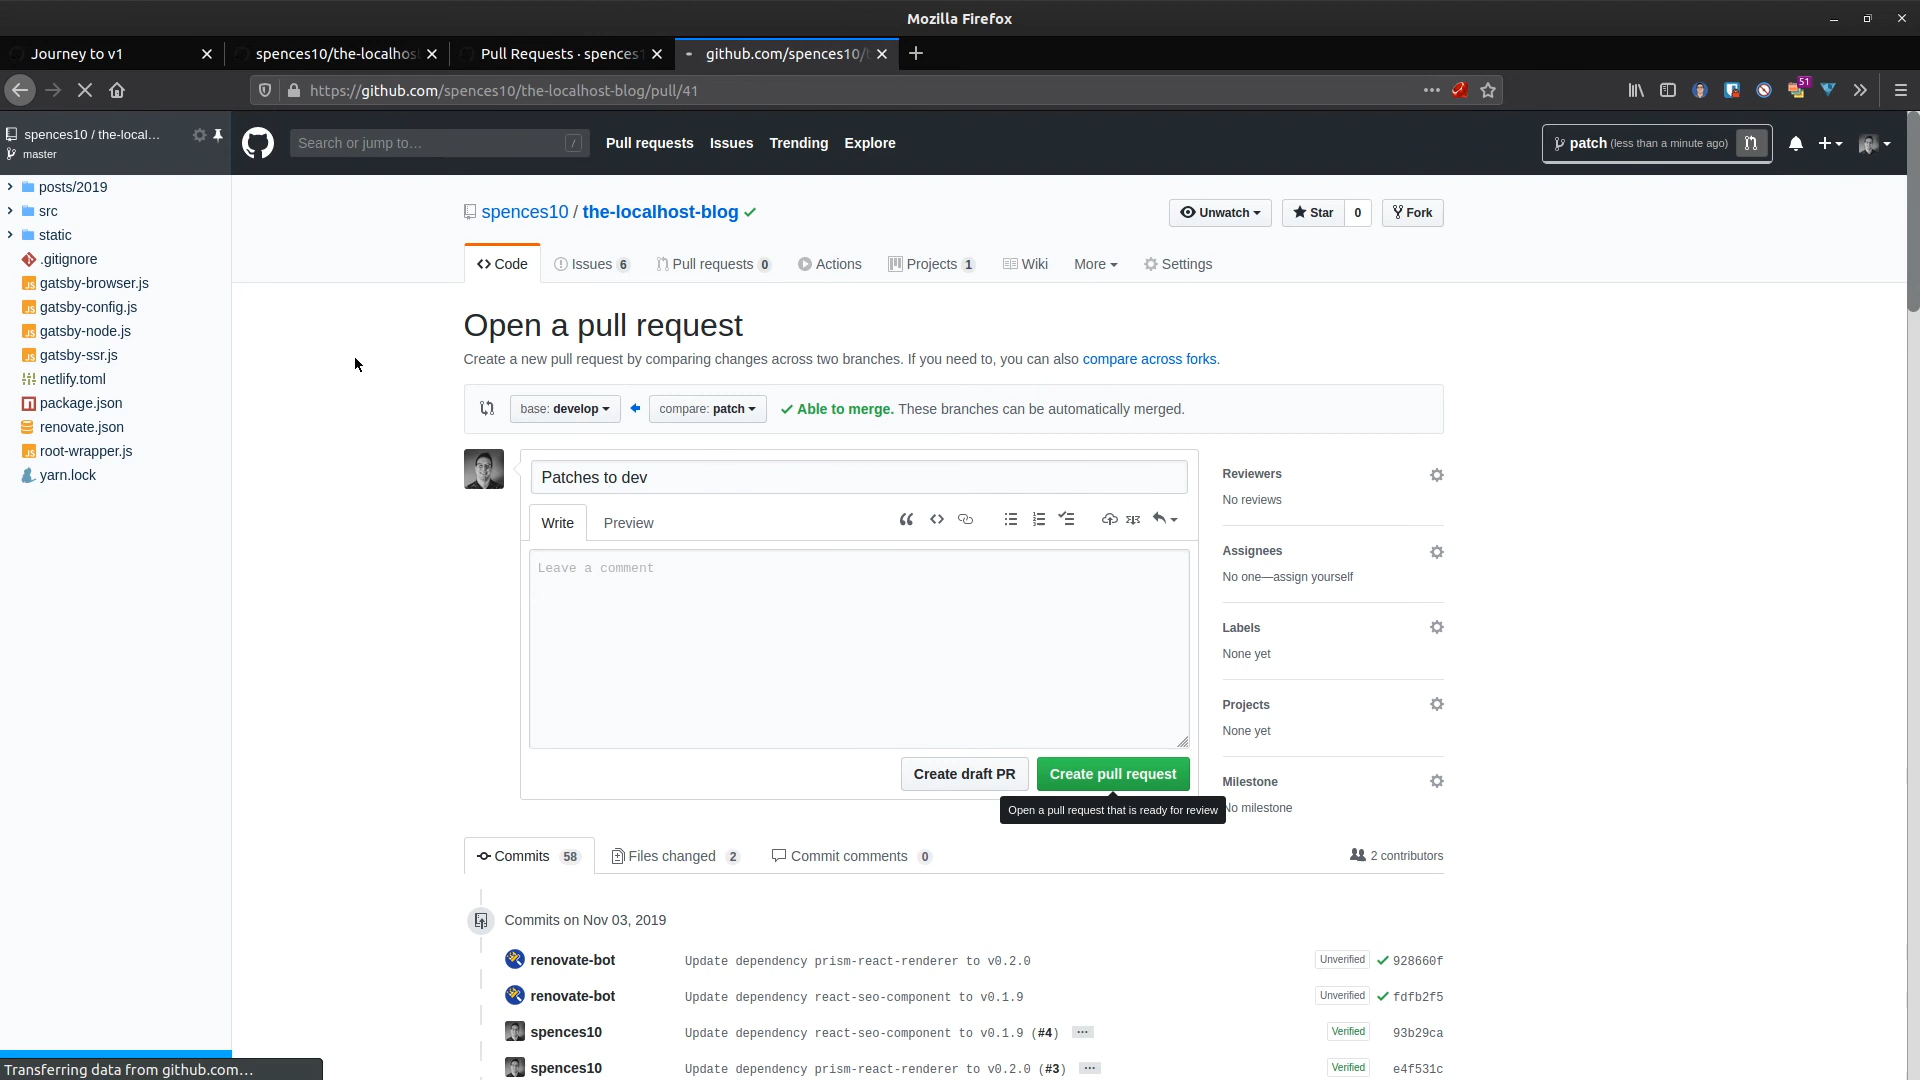 Mozilla Firefox
Journey to v1
spences10/the-localhos
Pull Requests · spences1
github.com/spences10/t
https://github.com/spences10/the-localhost-blog/pull/41
51
spences10 / the-local...
master
Search or jump to…
/
Pull requests
Issues
Trending
Explore
patch (less than a minute ago)
posts/2019
src
static
.gitignore
gatsby-browser.js
gatsby-config.js
gatsby-node.js
gatsby-ssr.js
netlify.toml
package.json
renovate.json
root-wrapper.js
yarn.lock
spences10 / the-localhost-blog
Unwatch
Star 0
Fork
Code
Issues 6
Pull requests 0
Actions
Projects 1
Wiki
More
Settings
Open a pull request
Create a new pull request by comparing changes across two branches. If you need to, you can also compare across forks.
base: develop
compare: patch
Able to merge. These branches can be automatically merged.
Patches to dev
Write
Preview
Leave a comment
Create draft PR
Create pull request
Open a pull request that is ready for review
Reviewers
No reviews
Assignees
No one—assign yourself
Labels
None yet
Projects
None yet
Milestone
No milestone
Commits 58
Files changed 2
Commit comments 0
2 contributors
Commits on Nov 03, 2019
renovate-bot Update dependency prism-react-renderer to v0.2.0 Unverified 928660f
renovate-bot Update dependency react-seo-component to v0.1.9 Unverified fdfb2f5
spences10 Update dependency react-seo-component to v0.1.9 (#4) … Verified 93b29ca
spences10 Update dependency prism-react-renderer to v0.2.0 (#3) … Verified e4f531c
Transferring data from github.com…